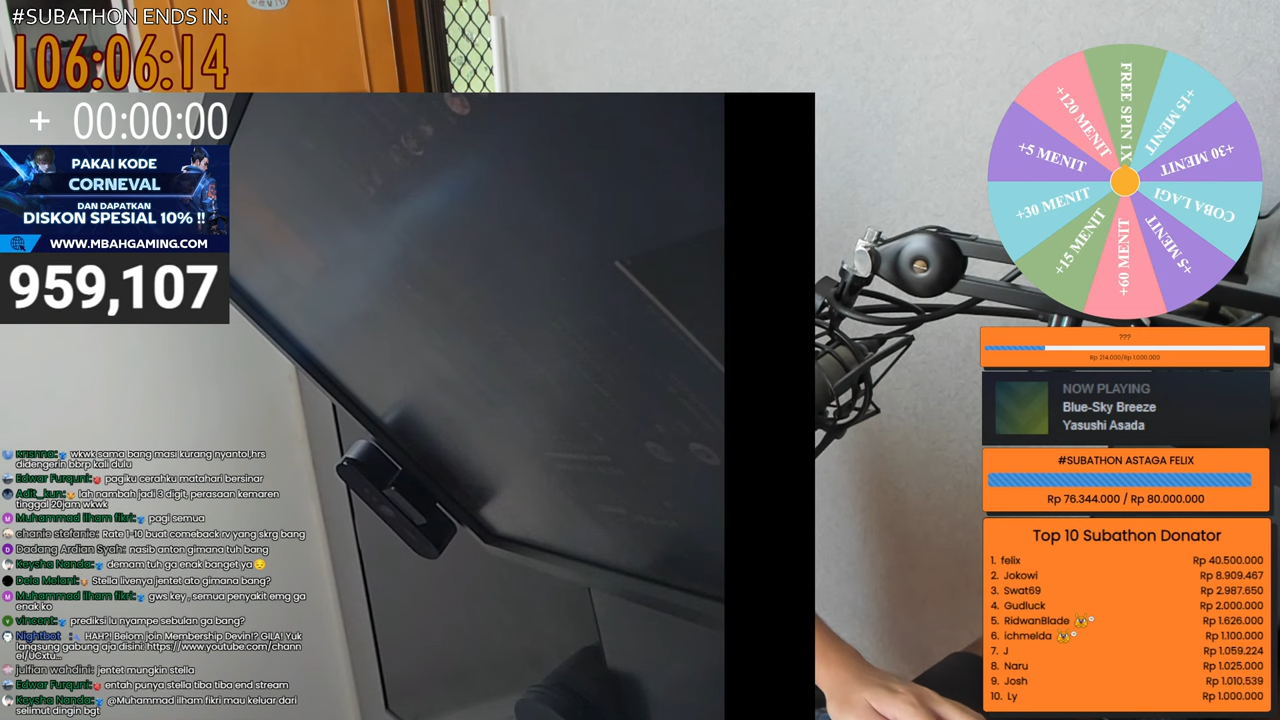 #SUBATHON ENDS IN:
106:06:14
+ 00:00:00
PAKAI KODE
CORNEVAL
DAN DAPATKAN
DISKON SPESIAL 10% !!
WWW.MBAHGAMING.COM
959,107
krisnna: wkwk sama bang masi kurang nyantol,hrs
didengerin bbrp kali dulu
Edwar Furquni: pagiku cerahku matahari bersinar
Adit_kun: lah nambah jadi 3 digit, perasaan kemaren
tinggal 20jam wkwk
Muhammad ilham fikri: pagi semua
chanie stefanie: Rate 1-10 buat comeback rv yang skrg bang
Dadang Ardian Syah: nasib anton gimana tuh bang
Keysha Nanda: demam tuh ga enak banget ya😔
Dela Melani: Stella livenya jentet ato gimana bang?
Muhammad ilham fikri: gws key , semua penyakit emg ga
enak ko
vincent: prediksi lu nyampe sebulan ga bang?
Nightbot : HAH?! Belom join Membership Devin!? GILA! Yuk
langsung gabung aja disini. https://www.youtube.com/chann
el/UCxtu...
julfian wahdini: jentet mungkin stella
Edwar Furquni: entah punya stella tiba tiba end stream
Keysha Nanda: @Muhammad ilham fikri mau keluar dari
selimut dingin bgt
FREE SPIN 1X
+15 MENIT
+30 MENIT
COBA LAGI
+5 MENIT
+60 MENIT
+15 MENIT
+30 MENIT
+5 MENIT
+120 MENIT
???
Rp 214.000/Rp 1.000.000
NOW PLAYING
Blue-Sky Breeze
Yasushi Asada
#SUBATHON ASTAGA FELIX
Rp 76.344.000 / Rp 80.000.000
Top 10 Subathon Donator
1. felix Rp 40.500.000
2. Jokowi Rp 8.909.467
3. Swat69 Rp 2.987.650
4. Gudluck Rp 2.000.000
5. RidwanBlade Rp 1.626.000
6. ichmelda Rp 1.100.000
7. J Rp 1.059.224
8. Naru Rp 1.025.000
9. Josh Rp 1.010.539
10. Ly Rp 1.000.000